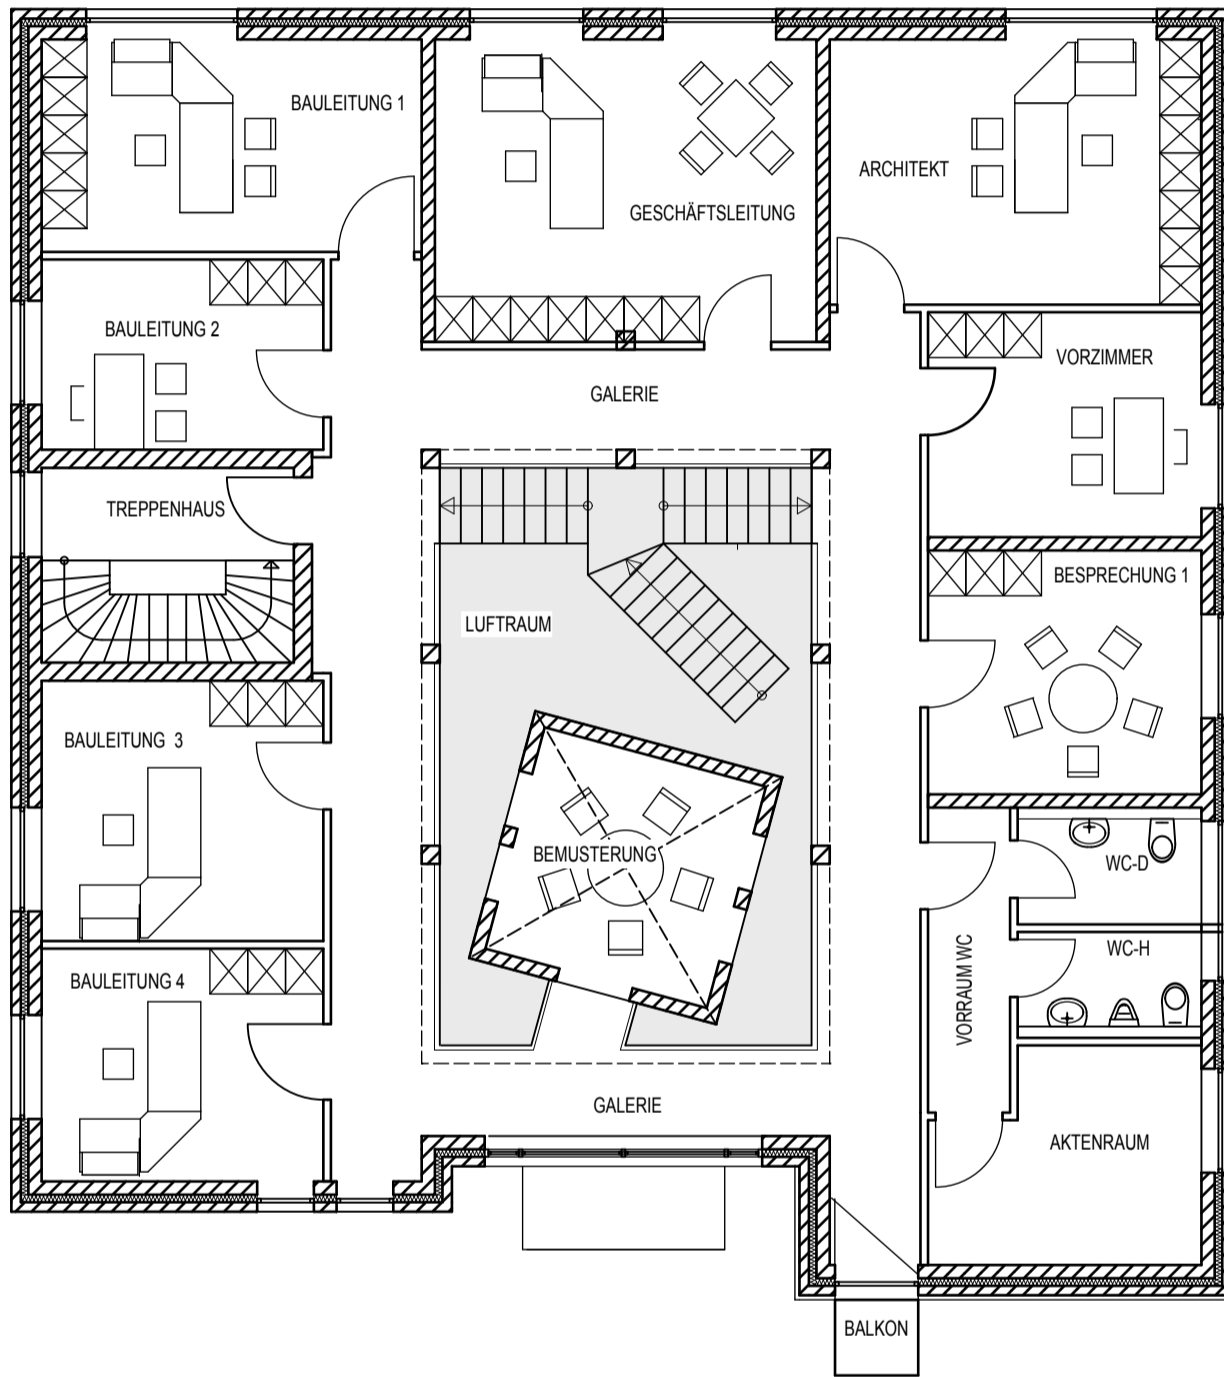 BAULEITUNG 1
ARCHITEKT
GESCHÄFTSLEITUNG
BAULEITUNG 2
VORZIMMER
GALERIE
TREPPENHAUS
BESPRECHUNG 1
LUFTRAUM
BAULEITUNG 3
BEMUSTERUNG
WC-D
WC-H
VORRAUM WC
BAULEITUNG 4
GALERIE
AKTENRAUM
BALKON